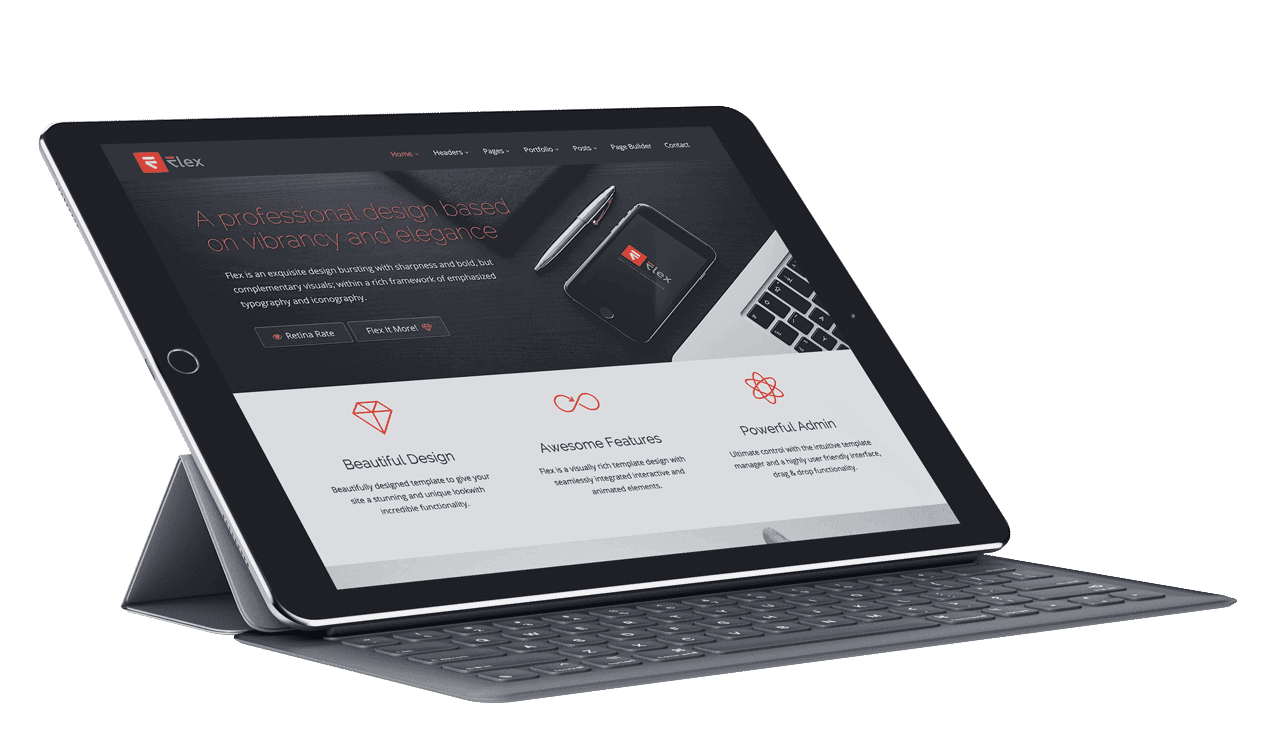 Flex
Home Headers Pages Portfolio Posts Page Builder Contact
A professional design based
on vibrancy and elegance
Flex is an exquisite design bursting with sharpness and bold, but
complementary visuals; within a rich framework of emphasized
typography and iconography.
Retina Rate
Flex It More!
Flex
Beautiful Design
Beautifully designed template to give your
site a stunning and unique lookwith
incredible functionality.
Awesome Features
Flex is a visually rich template design with
seamlessly integrated interactive and
animated elements.
Powerful Admin
Ultimate control with the intuitive template
manager and a highly user friendly interface,
drag & drop functionality.